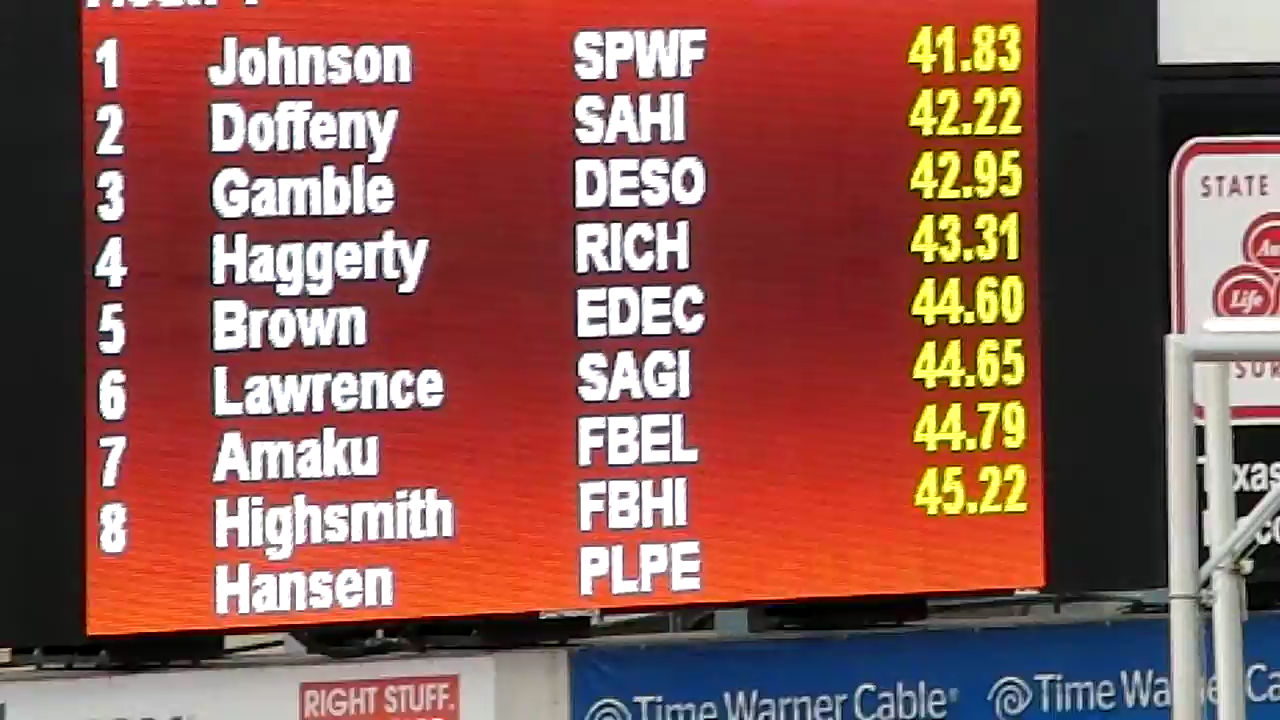 1 Johnson SPWF 41.83
2 Doffeny SAHI 42.22
3 Gamble DESO 42.95
4 Haggerty RICH 43.31
5 Brown EDEC 44.60
6 Lawrence SAGI 44.65
7 Amaku FBEL 44.79
8 Highsmith FBHI 45.22
Hansen PLPE
STATE
Life
RIGHT STUFF.
Time Warner Cable
Time Wa